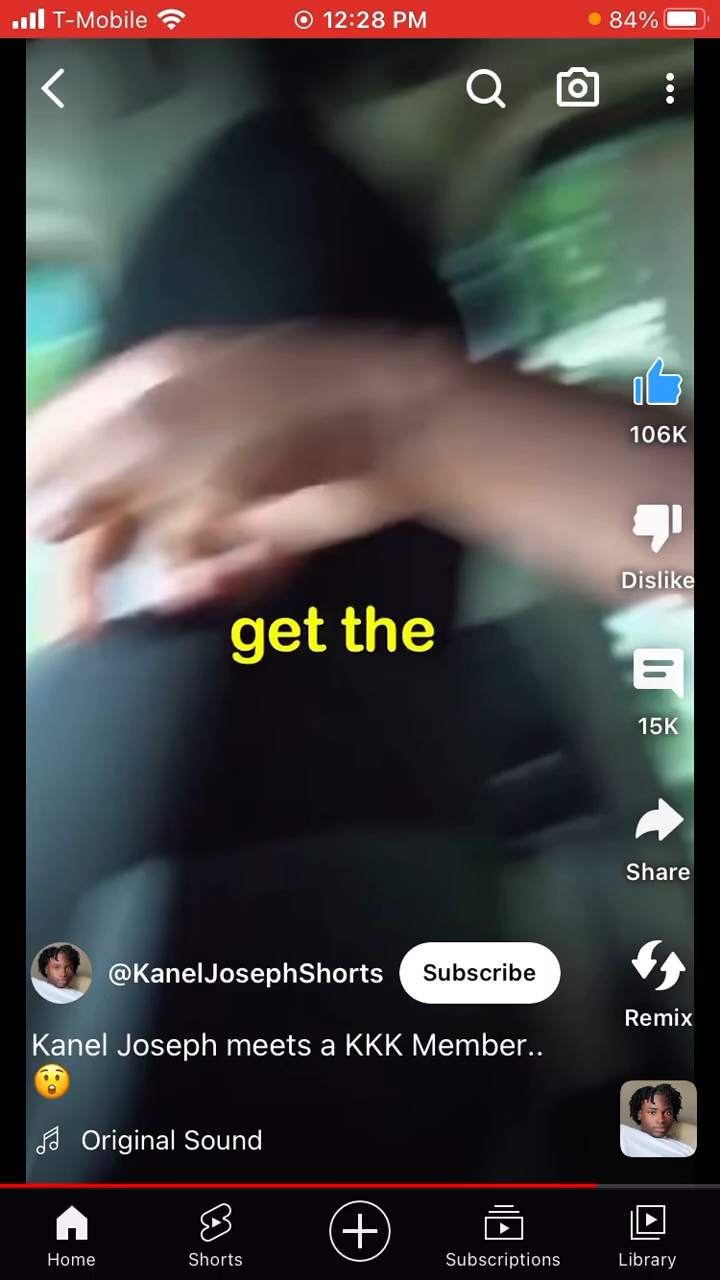 T-Mobile 12:28 PM 84%
106K
Dislike
get the
15K
Share
@KanelJosephShorts Subscribe
Remix
Kanel Joseph meets a KKK Member..
😲
Original Sound
Home Shorts Subscriptions Library